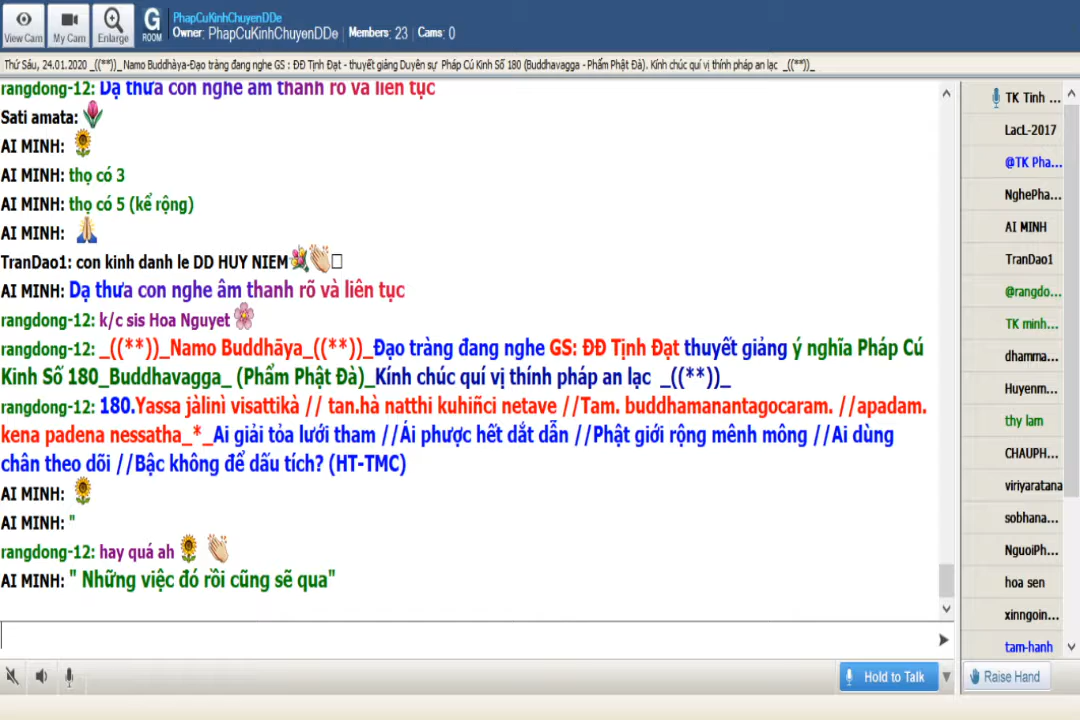 PhapCuKinhChuyenDDe
Owner: PhapCuKinhChuyenDDe Members: 23 Cams: 0
View Cam My Cam Enlarge G ROOM
Thứ Sáu, 24.01.2020 _((**))_Namo Buddhàya-Đạo tràng đang nghe GS : ĐĐ Tịnh Đạt - thuyết giảng Duyên sự Pháp Cú Kinh Số 180 (Buddhavagga - Phẩm Phật Đà). Kính chúc quí vị thính pháp an lạc _((**))_
rangdong-12: Dạ thưa con nghe âm thanh rõ và liên tục
Sati amata:
AI MINH:
AI MINH: thọ có 3
AI MINH: thọ có 5 (kể rộng)
AI MINH:
TranDao1: con kinh danh le DD HUY NIEM
AI MINH: Dạ thưa con nghe âm thanh rõ và liên tục
rangdong-12: k/c sis Hoa Nguyet
rangdong-12: _((**))_Namo Buddhāya_((**))_Đạo tràng đang nghe GS: ĐĐ Tịnh Đạt thuyết giảng ý nghĩa Pháp Cú
Kinh Số 180_Buddhavagga_ (Phẩm Phật Đà)_Kính chúc quí vị thính pháp an lạc _((**))_
rangdong-12: 180.Yassa jàlinì visattikà // tan.hà natthi kuhiñci netave //Tam. buddhamanantagocaram. //apadam.
kena padena nessatha_*_Ai giải tỏa lưới tham //Ái phược hết dắt dẫn //Phật giới rộng mênh mông //Ai dùng
chân theo dõi //Bậc không để dấu tích? (HT-TMC)
AI MINH:
AI MINH: "
rangdong-12: hay quá ah
AI MINH: " Những việc đó rồi cũng sẽ qua"
TK Tinh ...
LacL-2017
@TK Pha...
NghePha...
AI MINH
TranDao1
@rangdo...
TK minh...
dhamma...
Huyenm...
thy lam
CHAUPH...
viriyaratana
sobhana...
NguoiPh...
hoa sen
xinngoin...
tam-hanh
Hold to Talk
Raise Hand